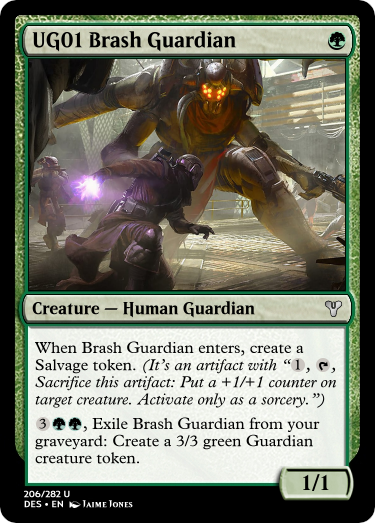 UG01 Brash Guardian
Creature — Human Guardian
When Brash Guardian enters, create a
Salvage token. (It's an artifact with “1, T,
Sacrifice this artifact: Put a +1/+1 counter on
target creature. Activate only as a sorcery.”)
3GG, Exile Brash Guardian from your
graveyard: Create a 3/3 green Guardian
creature token.
1/1
206/282 U
DES • EN Jaime Jones